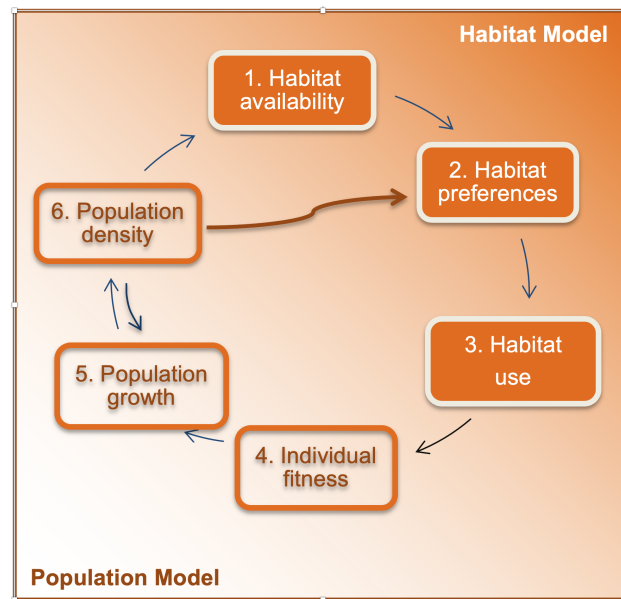 Habitat Model
1. Habitat
availability
2. Habitat
preferences
3. Habitat
use
4. Individual
fitness
5. Population
growth
6. Population
density
Population Model